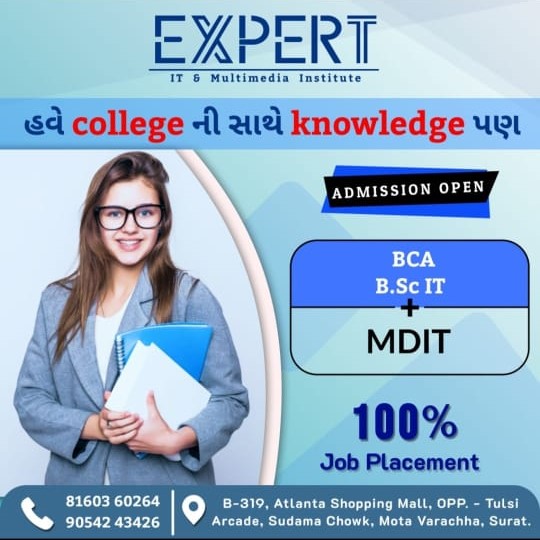 EXPERT
IT & Multimedia Institute
હવે college ની સાથે knowledge પણ
ADMISSION OPEN
BCA
B.Sc IT
+
MDIT
100%
Job Placement
81603 60264
90542 43426
B-319, Atlanta Shopping Mall, OPP. - Tulsi
Arcade, Sudama Chowk, Mota Varachha, Surat.